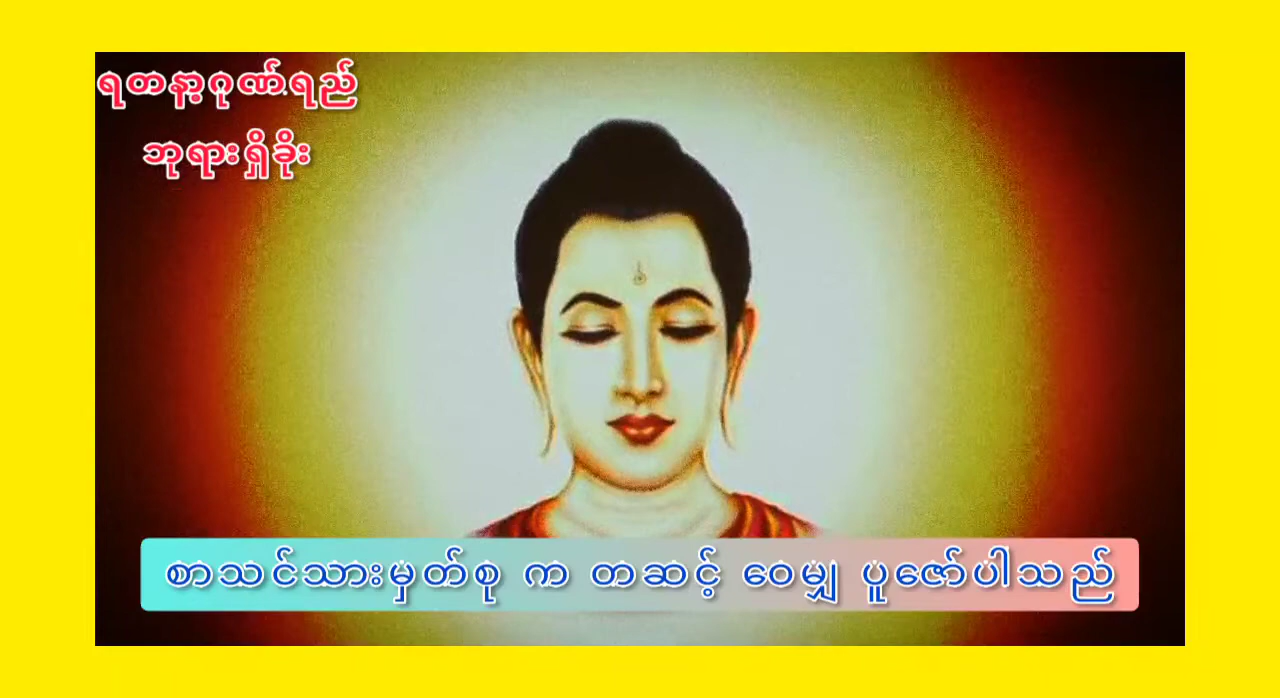 ရတနာ့ဂုဏ်ရည်
ဘုရားရှိခိုး
စာသင်သားမှတ်စု က တဆင့် ဝေမျှ ပူဇော်ပါသည်